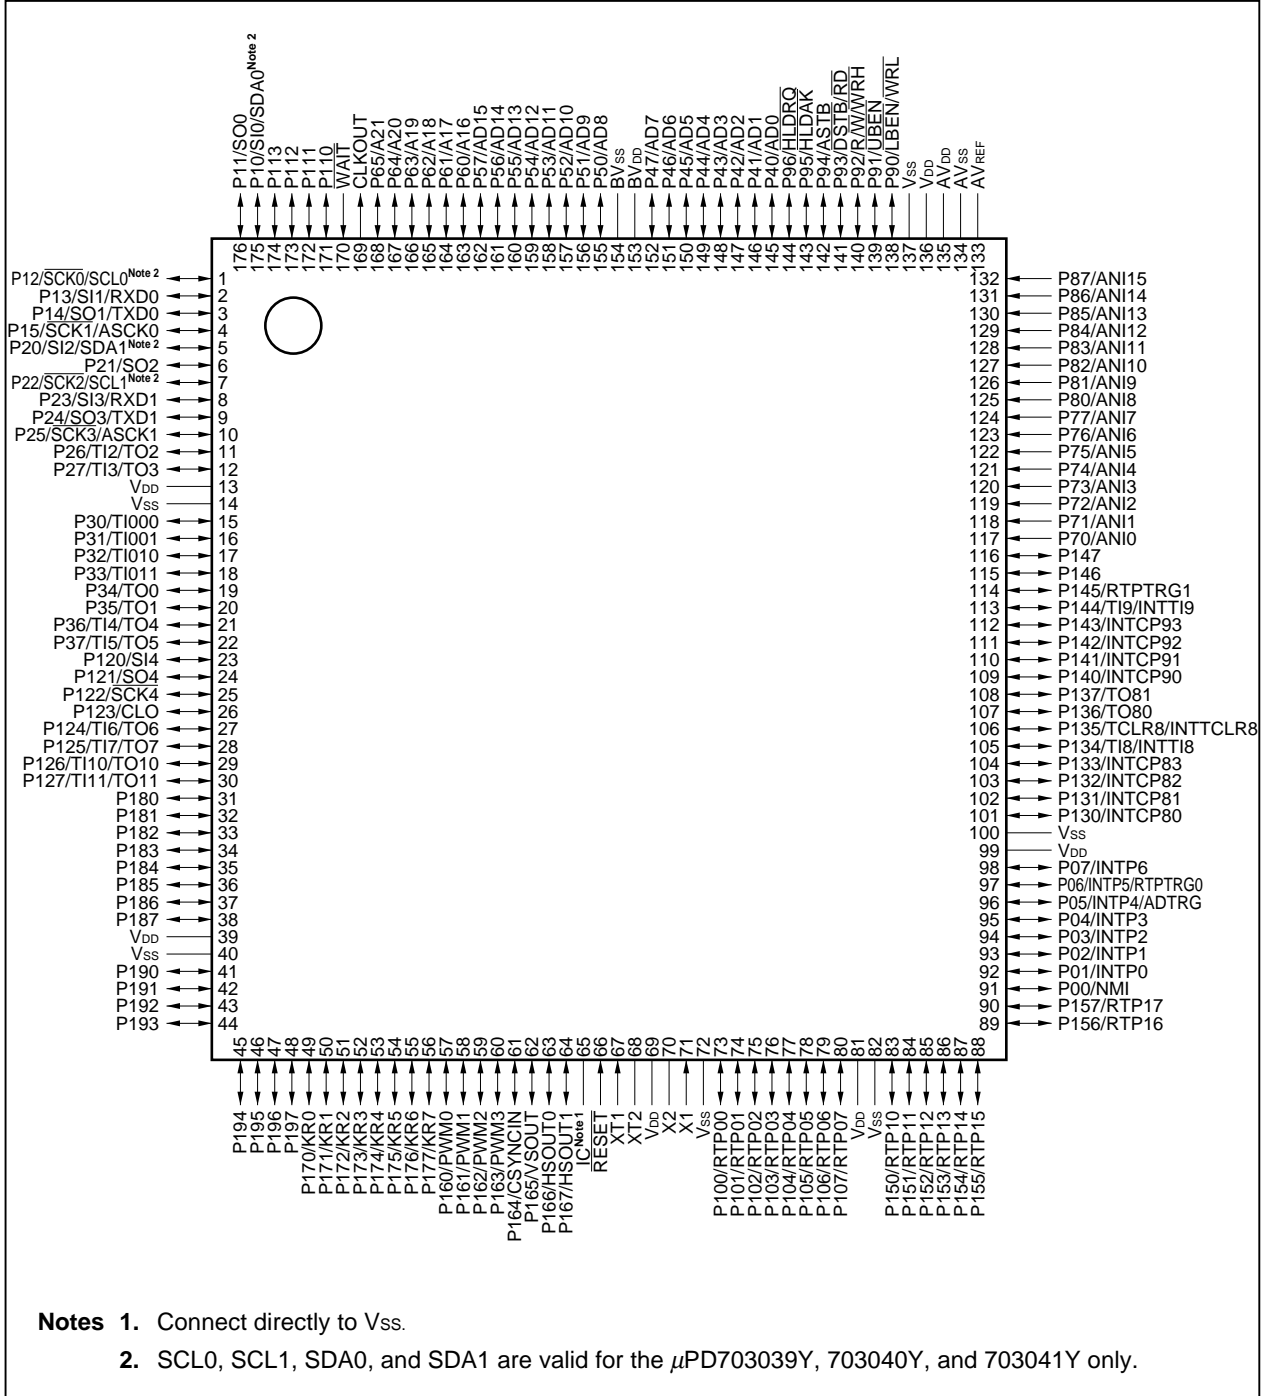 P11/SO0
P10/SI0/SDA0Note 2
P113
P112
P111
P110
WAIT
CLKOUT
P65/A21
P64/A20
P63/A19
P62/A18
P61/A17
P60/A16
P57/AD15
P56/AD14
P55/AD13
P54/AD12
P53/AD11
P52/AD10
P51/AD9
P50/AD8
BVSS
BVDD
P47/AD7
P46/AD6
P45/AD5
P44/AD4
P43/AD3
P42/AD2
P41/AD1
P40/AD0
P96/HLDRQ
P95/HLDAK
P94/ASTB
P93/DSTB/RD
P92/R/W/WRH
P91/UBEN
P90/LBEN/WRL
VSS
VDD
AVDD
AVSS
AVREF
176
175
174
173
172
171
170
169
168
167
166
165
164
163
162
161
160
159
158
157
156
155
154
153
152
151
150
149
148
147
146
145
144
143
142
141
140
139
138
137
136
135
134
133
P12/SCK0/SCL0Note 2 1
P13/SI1/RXD0 2
P14/SO1/TXD0 3
P15/SCK1/ASCK0 4
P20/SI2/SDA1Note 2 5
P21/SO2 6
P22/SCK2/SCL1Note 2 7
P23/SI3/RXD1 8
P24/SO3/TXD1 9
P25/SCK3/ASCK1 10
P26/TI2/TO2 11
P27/TI3/TO3 12
VDD 13
VSS 14
P30/TI000 15
P31/TI001 16
P32/TI010 17
P33/TI011 18
P34/TO0 19
P35/TO1 20
P36/TI4/TO4 21
P37/TI5/TO5 22
P120/SI4 23
P121/SO4 24
P122/SCK4 25
P123/CLO 26
P124/TI6/TO6 27
P125/TI7/TO7 28
P126/TI10/TO10 29
P127/TI11/TO11 30
P180 31
P181 32
P182 33
P183 34
P184 35
P185 36
P186 37
P187 38
VDD 39
VSS 40
P190 41
P191 42
P192 43
P193 44
132 P87/ANI15
131 P86/ANI14
130 P85/ANI13
129 P84/ANI12
128 P83/ANI11
127 P82/ANI10
126 P81/ANI9
125 P80/ANI8
124 P77/ANI7
123 P76/ANI6
122 P75/ANI5
121 P74/ANI4
120 P73/ANI3
119 P72/ANI2
118 P71/ANI1
117 P70/ANI0
116 P147
115 P146
114 P145/RTPTRG1
113 P144/TI9/INTTI9
112 P143/INTCP93
111 P142/INTCP92
110 P141/INTCP91
109 P140/INTCP90
108 P137/TO81
107 P136/TO80
106 P135/TCLR8/INTTCLR8
105 P134/TI8/INTTI8
104 P133/INTCP83
103 P132/INTCP82
102 P131/INTCP81
101 P130/INTCP80
100 VSS
99 VDD
98 P07/INTP6
97 P06/INTP5/RTPTRG0
96 P05/INTP4/ADTRG
95 P04/INTP3
94 P03/INTP2
93 P02/INTP1
92 P01/INTP0
91 P00/NMI
90 P157/RTP17
89 P156/RTP16
45
46
47
48
49
50
51
52
53
54
55
56
57
58
59
60
61
62
63
64
65
66
67
68
69
70
71
72
73
74
75
76
77
78
79
80
81
82
83
84
85
86
87
88
P194
P195
P196
P197
P170/KR0
P171/KR1
P172/KR2
P173/KR3
P174/KR4
P175/KR5
P176/KR6
P177/KR7
P160/PWM0
P161/PWM1
P162/PWM2
P163/PWM3
P164/CSYNCIN
P165/VSOUT
P166/HSOUT0
P167/HSOUT1
ICNote 1
RESET
XT1
XT2
VDD
X2
X1
VSS
P100/RTP00
P101/RTP01
P102/RTP02
P103/RTP03
P104/RTP04
P105/RTP05
P106/RTP06
P107/RTP07
VDD
VSS
P150/RTP10
P151/RTP11
P152/RTP12
P153/RTP13
P154/RTP14
P155/RTP15
Notes 1. Connect directly to VSS.
2. SCL0, SCL1, SDA0, and SDA1 are valid for the μPD703039Y, 703040Y, and 703041Y only.